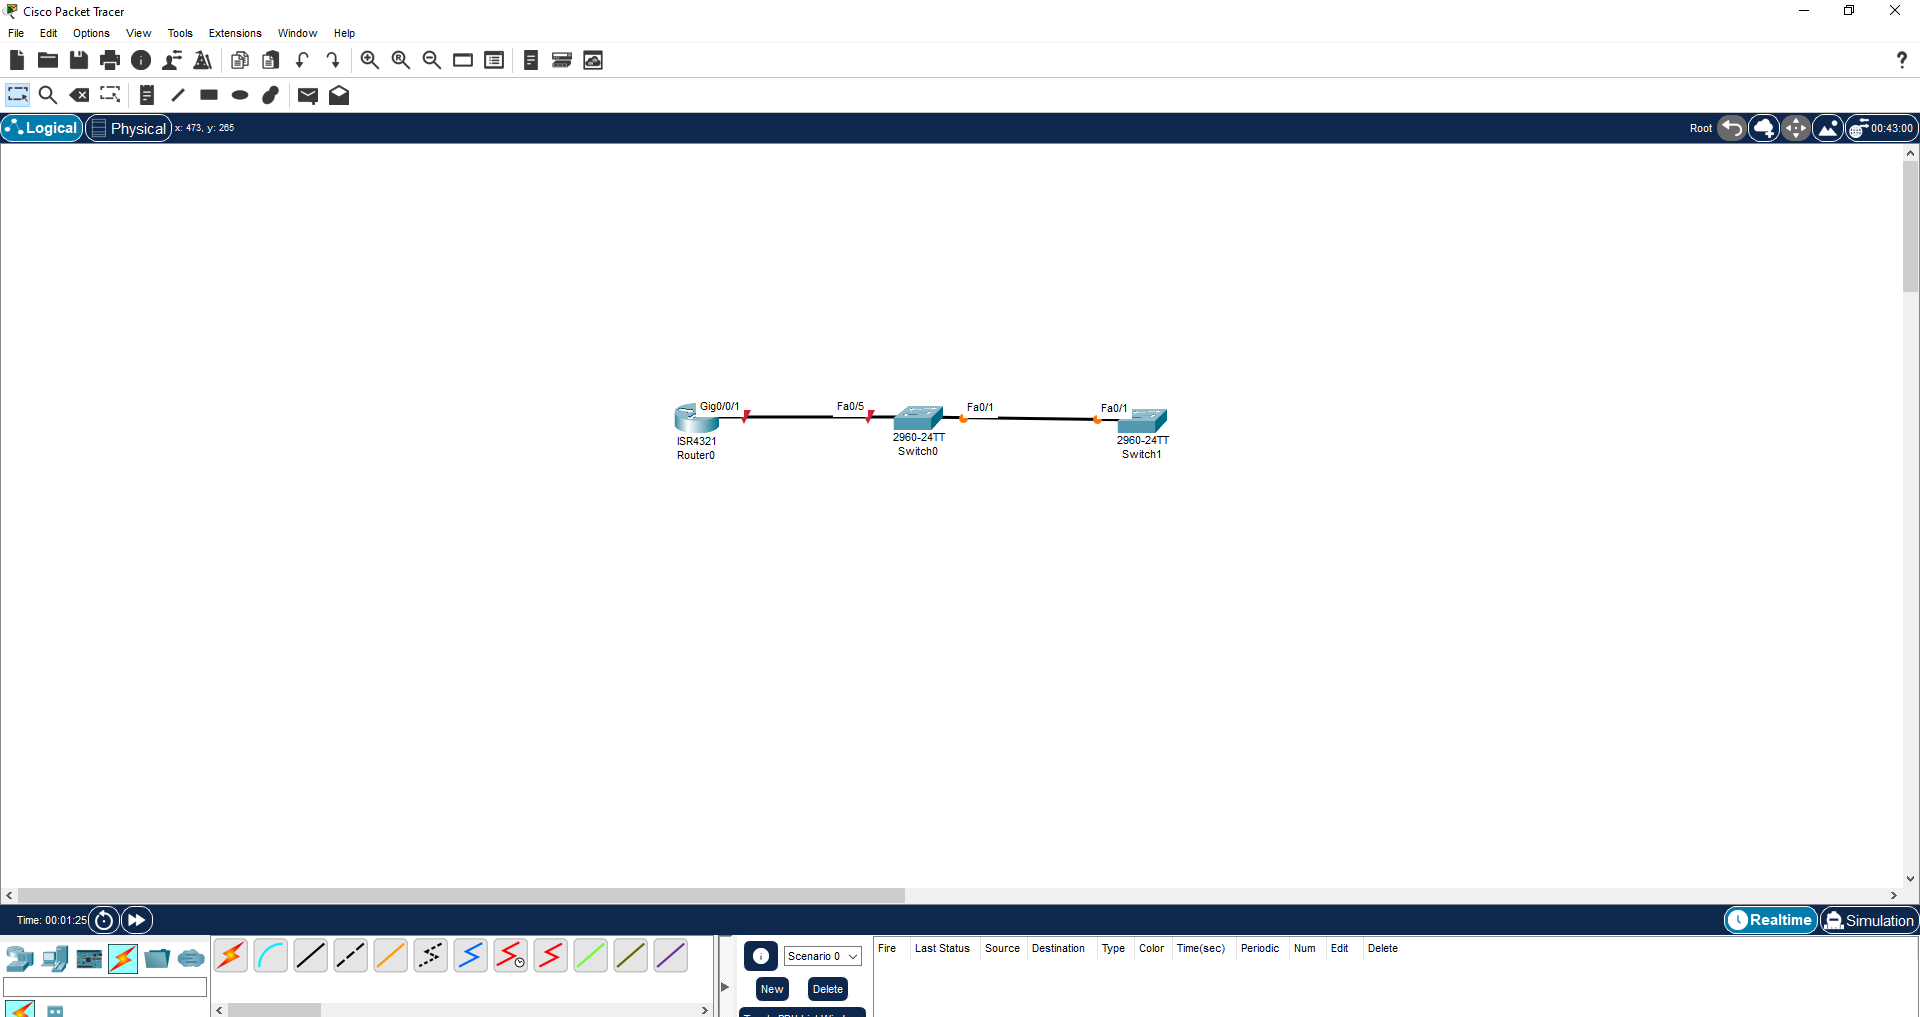 Cisco Packet Tracer
File Edit Options View Tools Extensions Window Help
?
Logical Physical x: 473, y: 265 Root 00:43:00
Gig0/0/1 Fa0/5 Fa0/1 Fa0/1
ISR4321 2960-24TT 2960-24TT
Router0 Switch0 Switch1
Time: 00:01:25 Realtime Simulation
Scenario 0 Fire Last Status Source Destination Type Color Time(sec) Periodic Num Edit Delete
New Delete